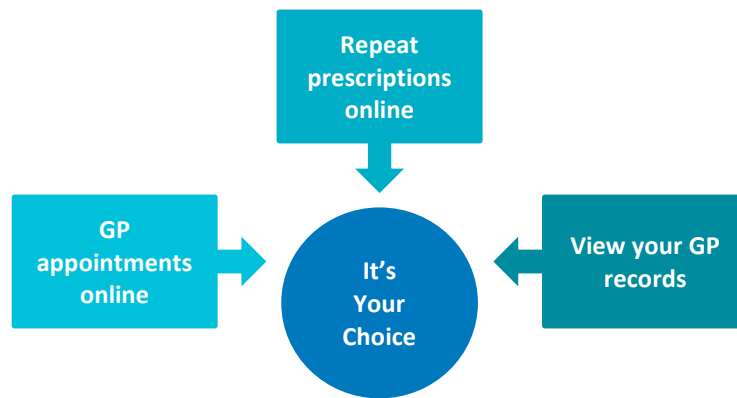 Repeat
prescriptions
online
GP
appointments
online
It’s
Your
Choice
View your GP
records